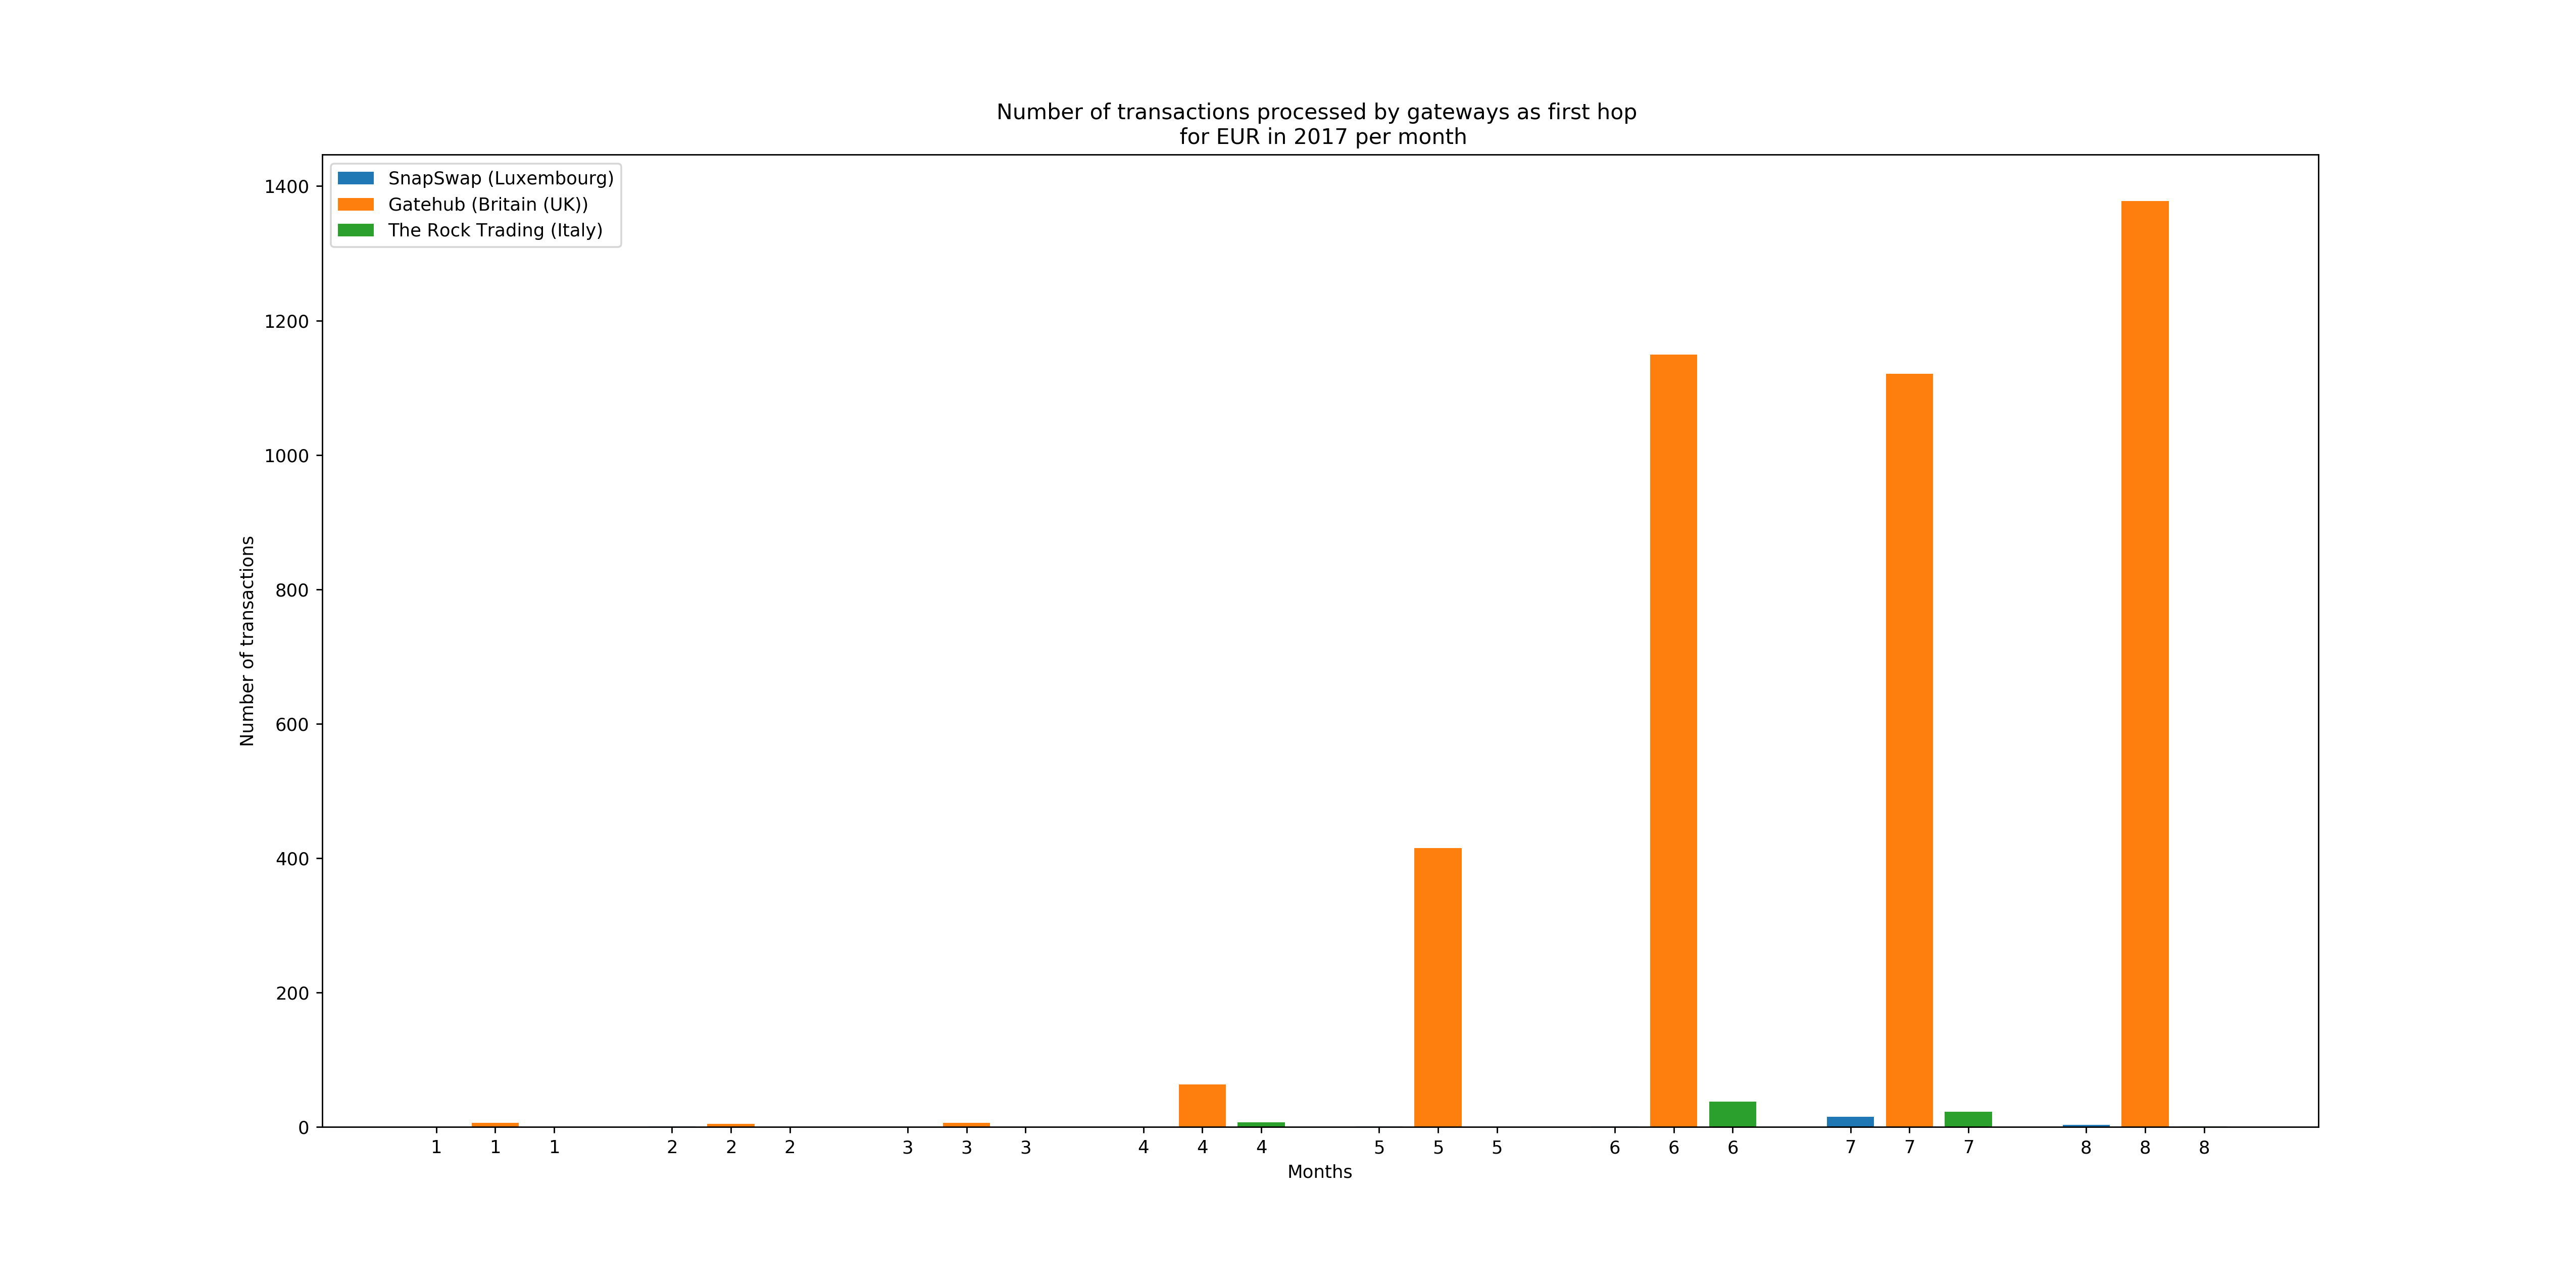 Number of transactions processed by gateways as first hop
for EUR in 2017 per month
SnapSwap (Luxembourg)
Gatehub (Britain (UK))
The Rock Trading (Italy)
Number of transactions
1400
1200
1000
800
600
400
200
0
1 1 1 2 2 2 3 3 3 4 4 4 5 5 5 6 6 6 7 7 7 8 8 8
Months